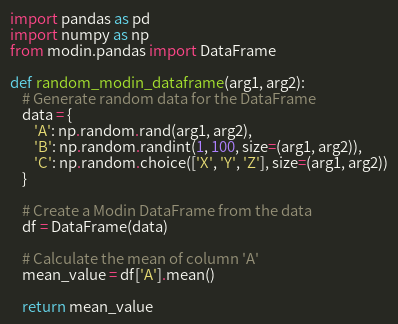 import pandas as pd
import numpy as np
from modin.pandas import DataFrame

def random_modin_dataframe(arg1, arg2):
    # Generate random data for the DataFrame
    data = {
        'A': np.random.rand(arg1, arg2),
        'B': np.random.randint(1, 100, size=(arg1, arg2)),
        'C': np.random.choice(['X', 'Y', 'Z'], size=(arg1, arg2))
    }

    # Create a Modin DataFrame from the data
    df = DataFrame(data)

    # Calculate the mean of column 'A'
    mean_value = df['A'].mean()

    return mean_value